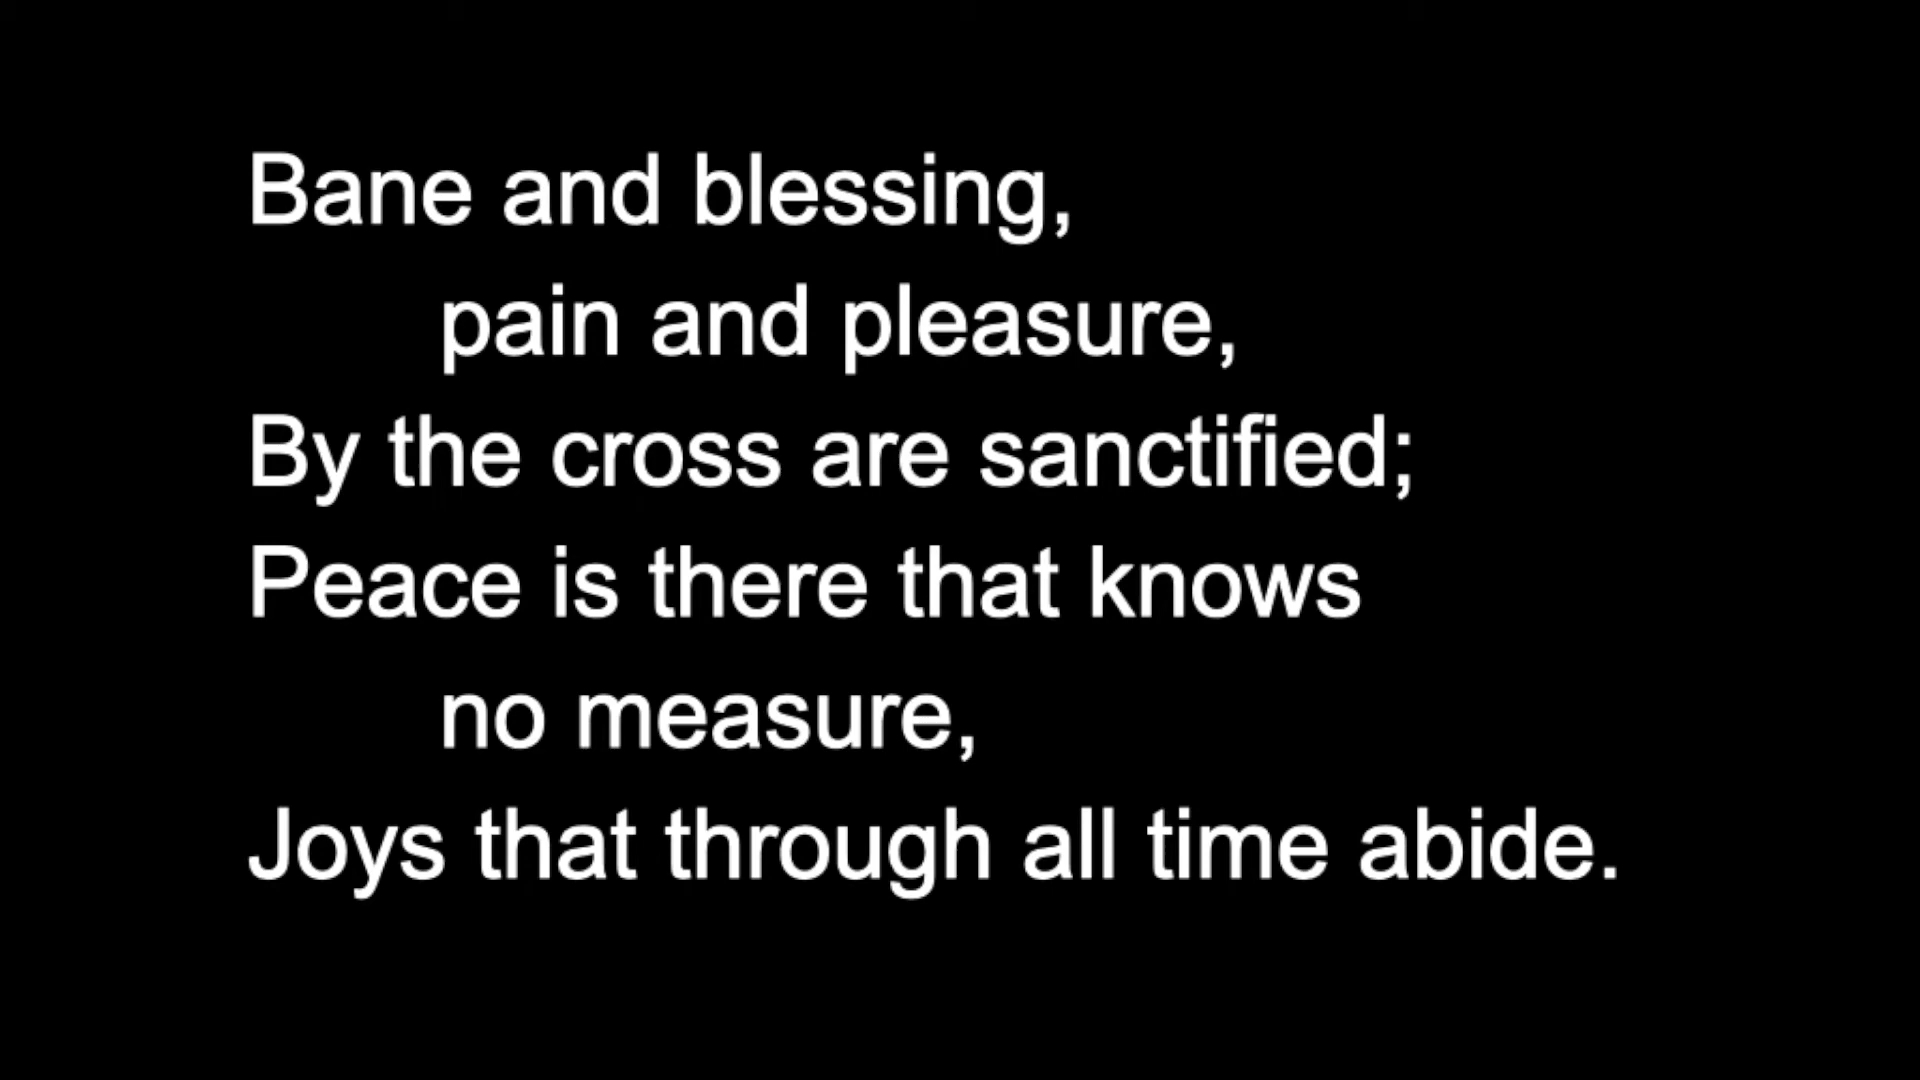 Bane and blessing,
pain and pleasure,
By the cross are sanctified;
Peace is there that knows
no measure,
Joys that through all time abide.